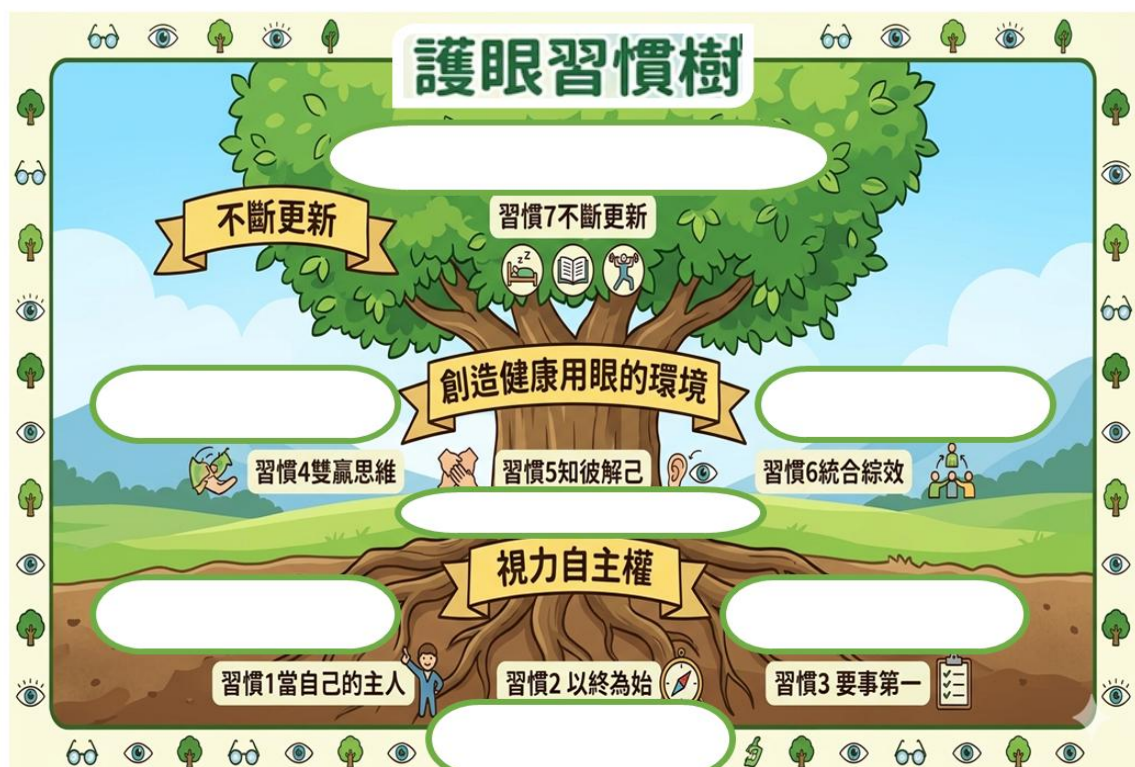 護眼習慣樹
不斷更新
習慣7不斷更新
創造健康用眼的環境
習慣4雙贏思維
習慣5知彼解己
習慣6統合綜效
視力自主權
習慣1當自己的主人
習慣2 以終為始
習慣3 要事第一